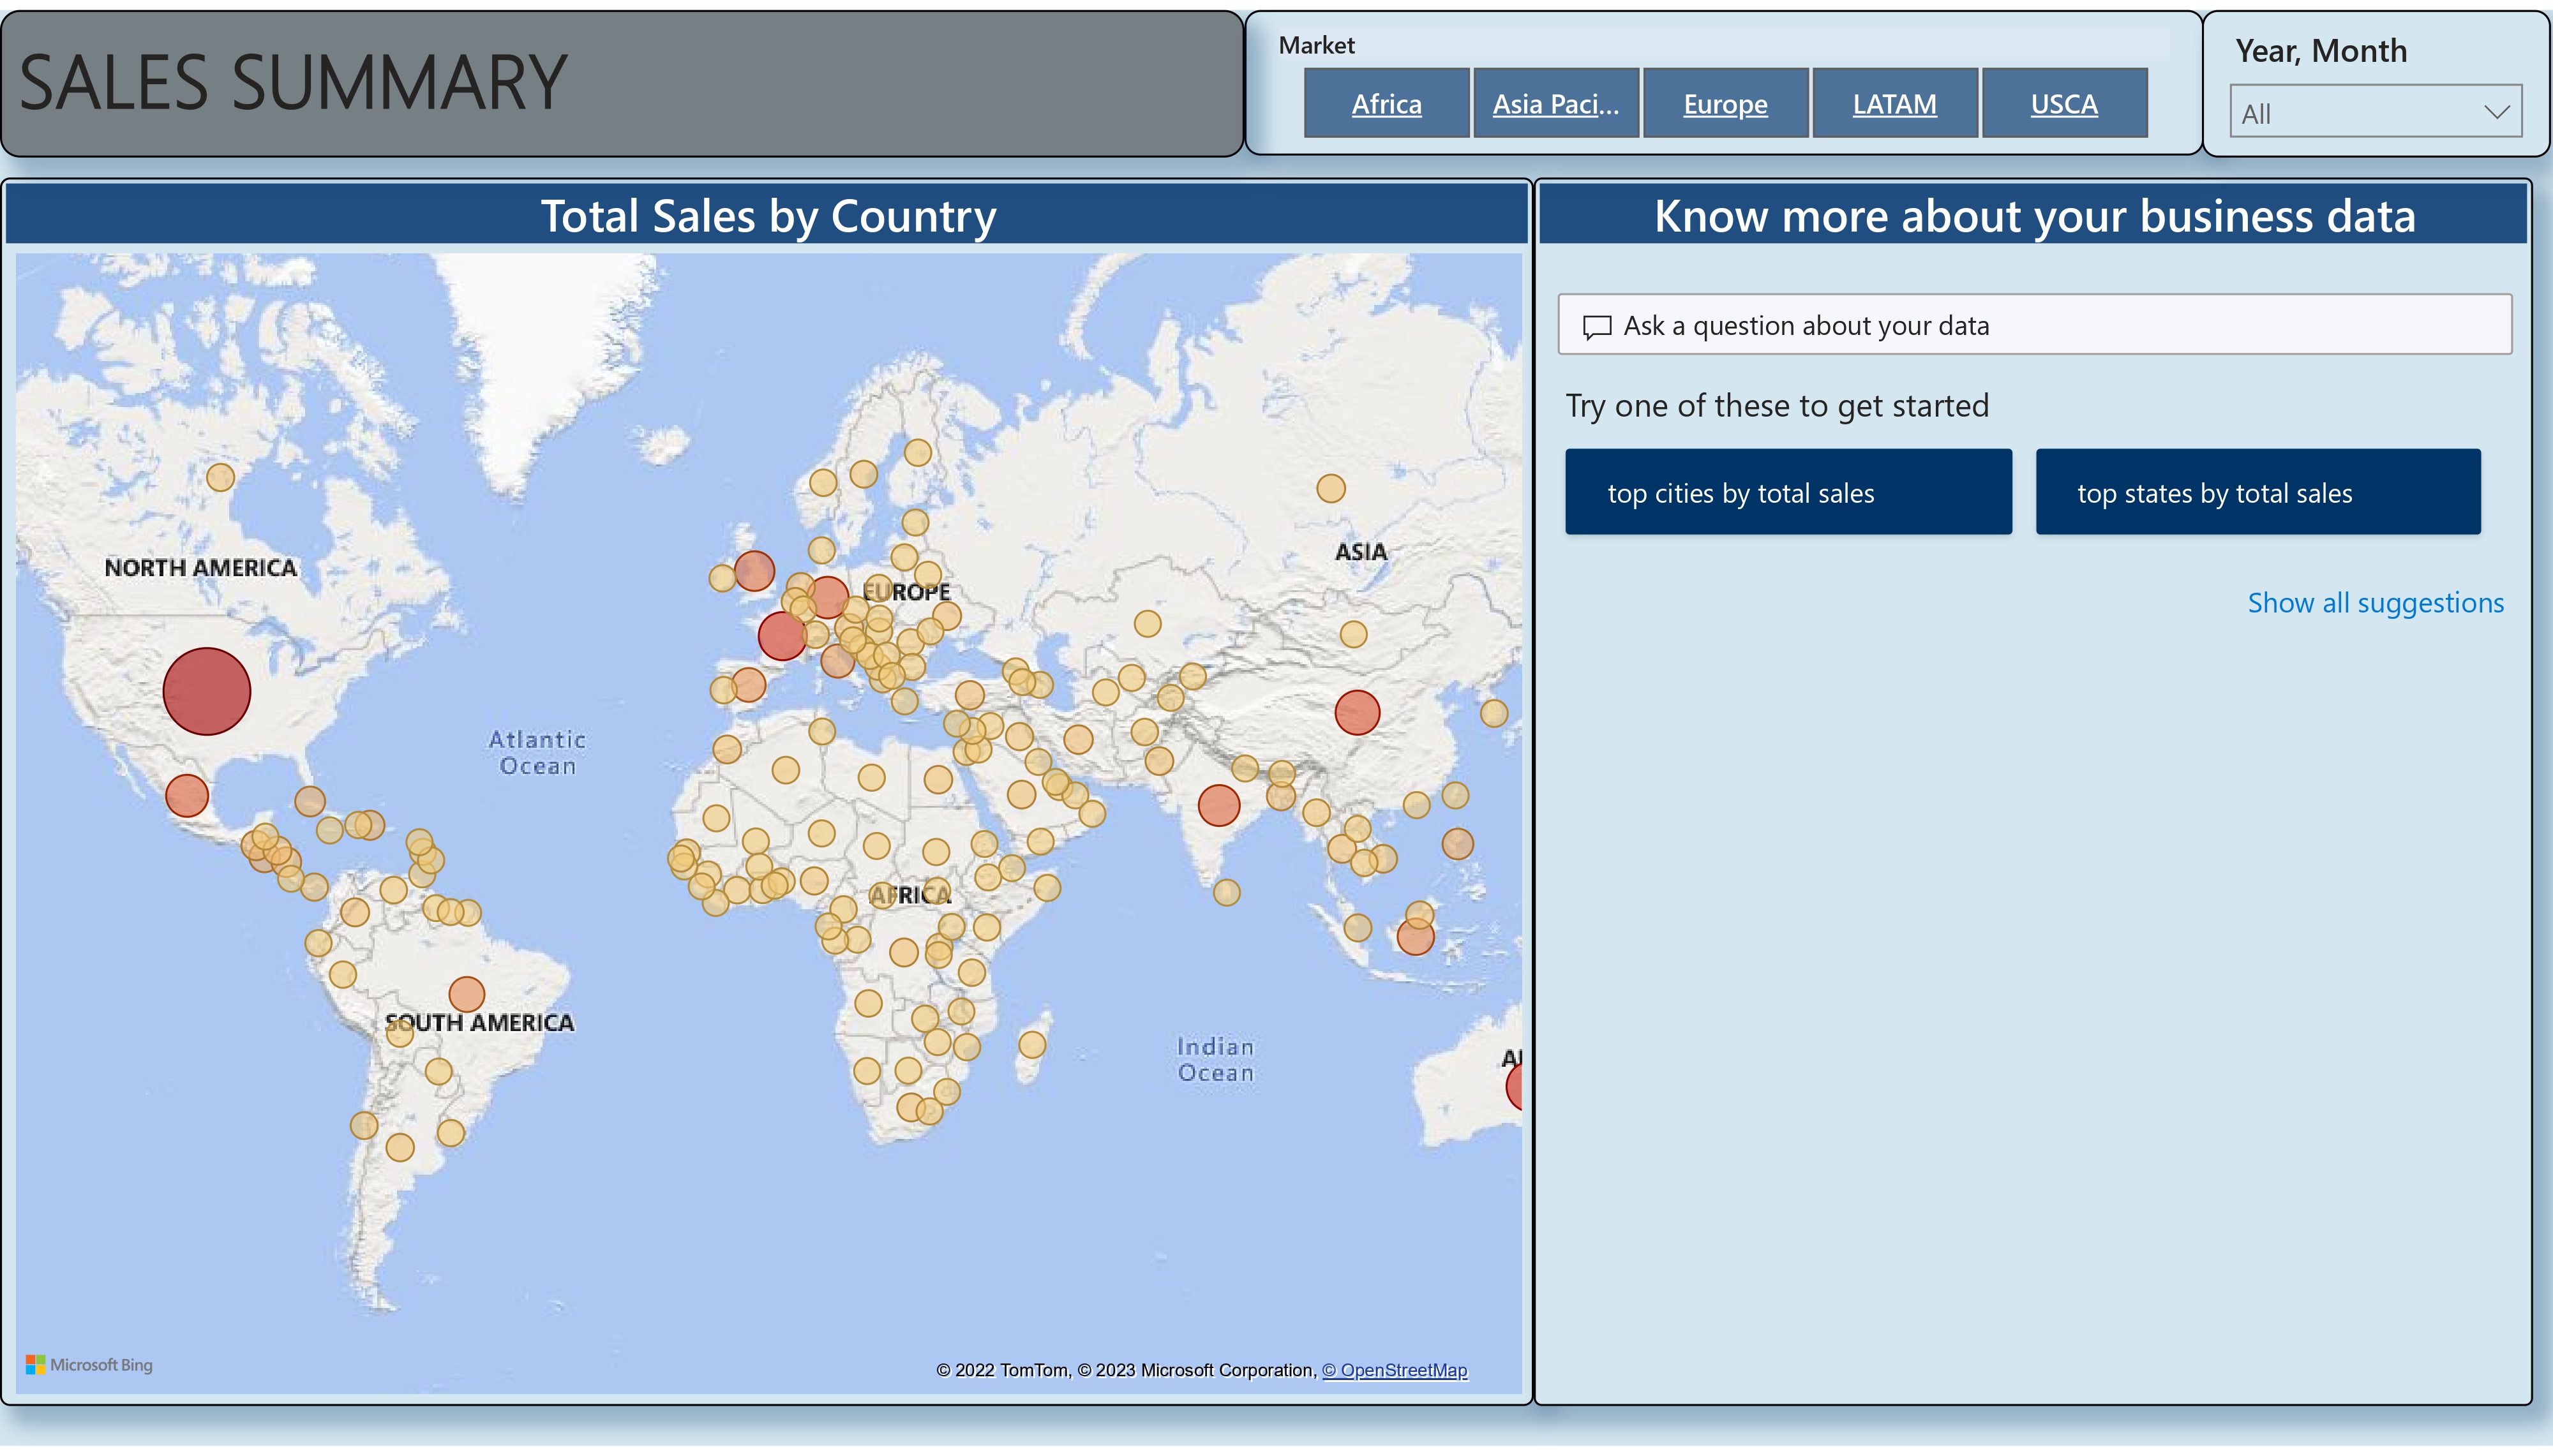 SALES SUMMARY
Market
Africa
Asia Paci...
Europe
LATAM
USCA
Year, Month
All
Total Sales by Country
NORTH AMERICA
EUROPE
ASIA
Atlantic
Ocean
AFRICA
SOUTH AMERICA
Indian
Ocean
AU
Microsoft Bing
© 2022 TomTom, © 2023 Microsoft Corporation, © OpenStreetMap
Know more about your business data
Ask a question about your data
Try one of these to get started
top cities by total sales
top states by total sales
Show all suggestions